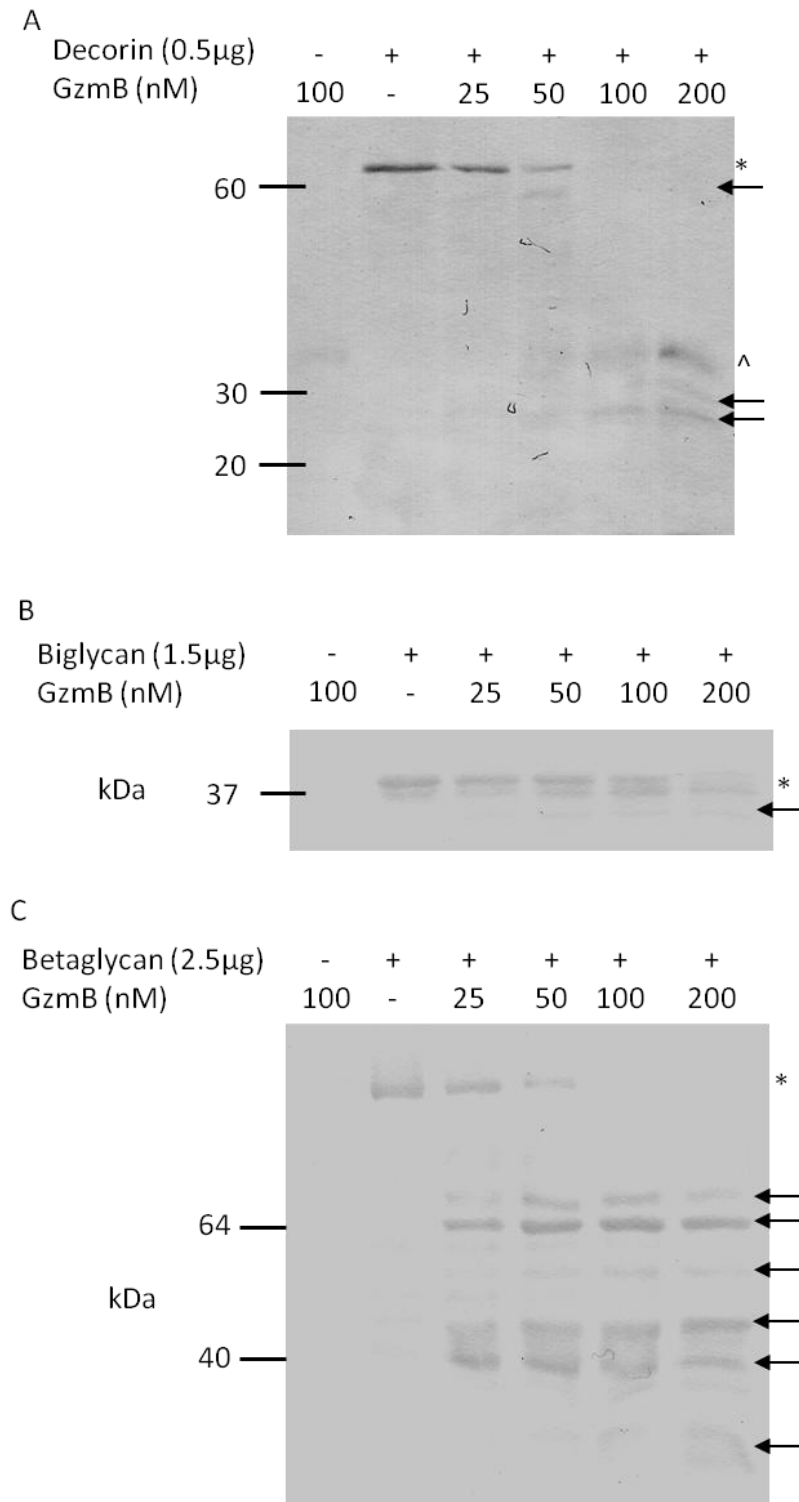 A
Decorin (0.5µg) - + + + + +
GzmB (nM) 100 - 25 50 100 200
*
60
^
30
20
B
Biglycan (1.5µg) - + + + + +
GzmB (nM) 100 - 25 50 100 200
kDa 37 *
C
Betaglycan (2.5µg) - + + + + +
GzmB (nM) 100 - 25 50 100 200
*
64
kDa
40